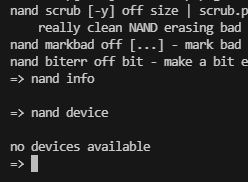 nand scrub [-y] off size | scrub.p
really clean NAND erasing bad
nand markbad off [...] - mark bad
nand biterr off bit - make a bit e
=> nand info
=> nand device
no devices available
=>